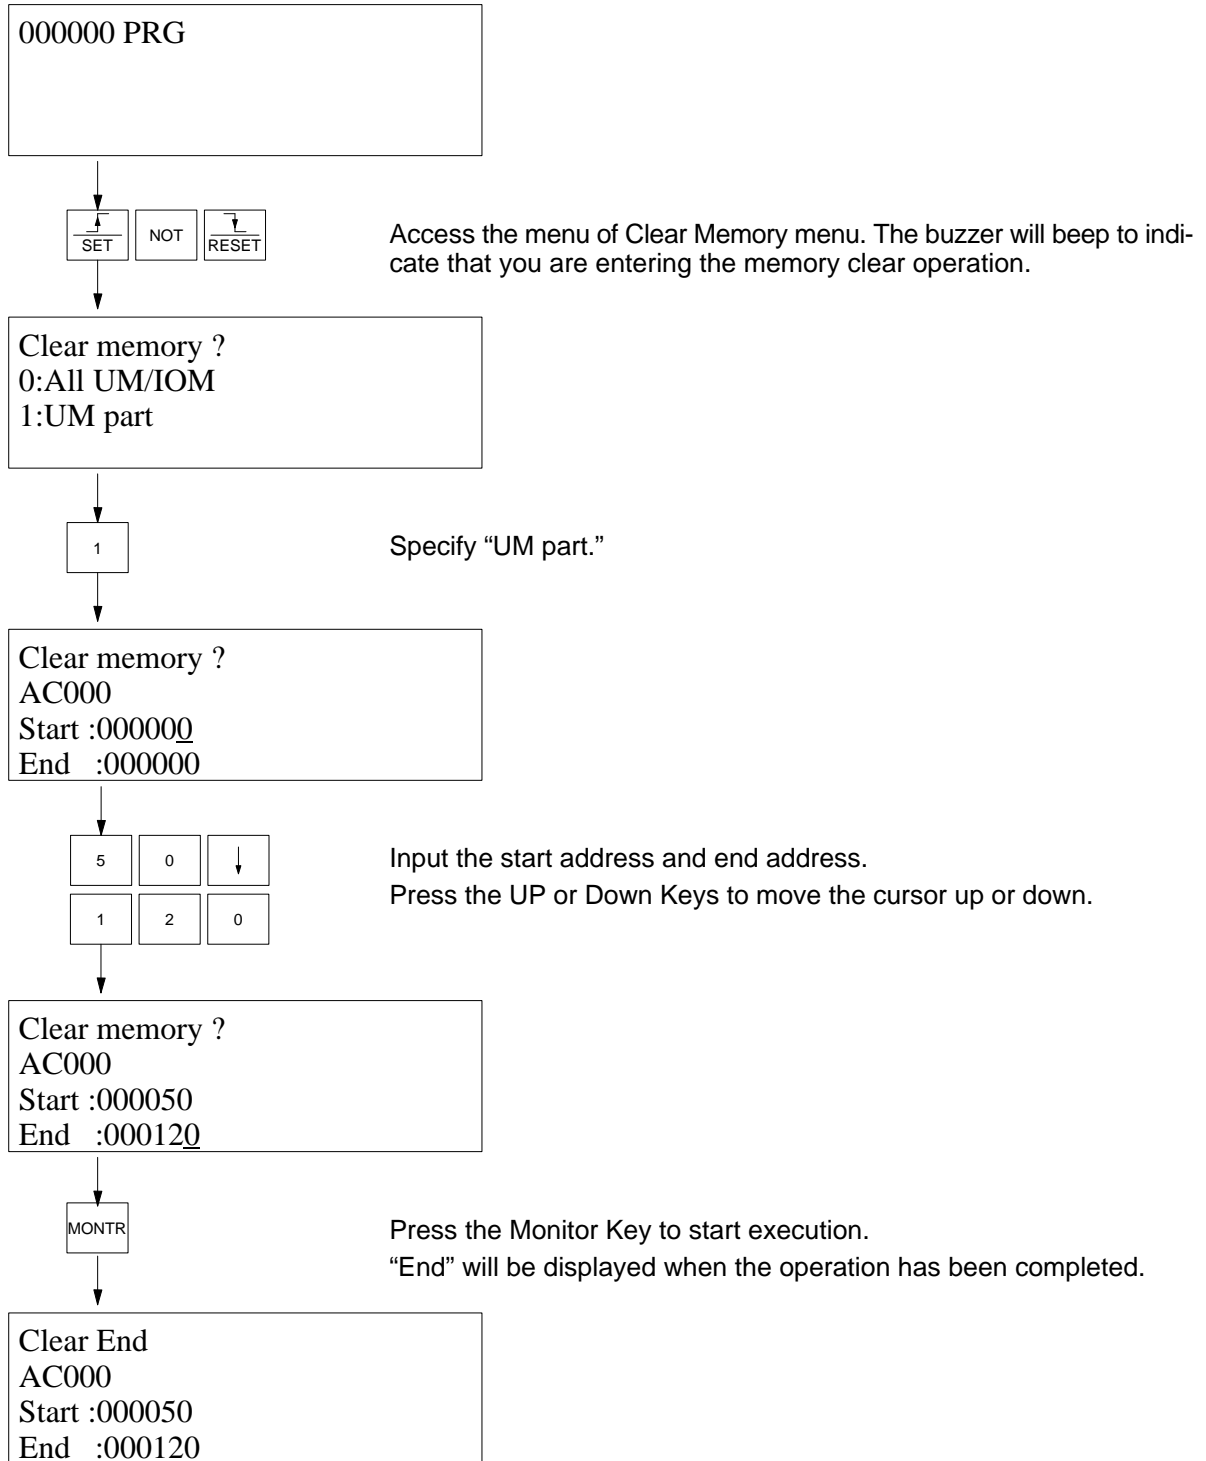 000000 PRG
SET NOT RESET
Access the menu of Clear Memory menu. The buzzer will beep to indi-
cate that you are entering the memory clear operation.
Clear memory ?
0:All UM/IOM
1:UM part
1
Specify “UM part.”
Clear memory ?
AC000
Start :000000
End :000000
5 0 ↓
1 2 0
Input the start address and end address.
Press the UP or Down Keys to move the cursor up or down.
Clear memory ?
AC000
Start :000050
End :000120
MONTR
Press the Monitor Key to start execution.
“End” will be displayed when the operation has been completed.
Clear End
AC000
Start :000050
End :000120